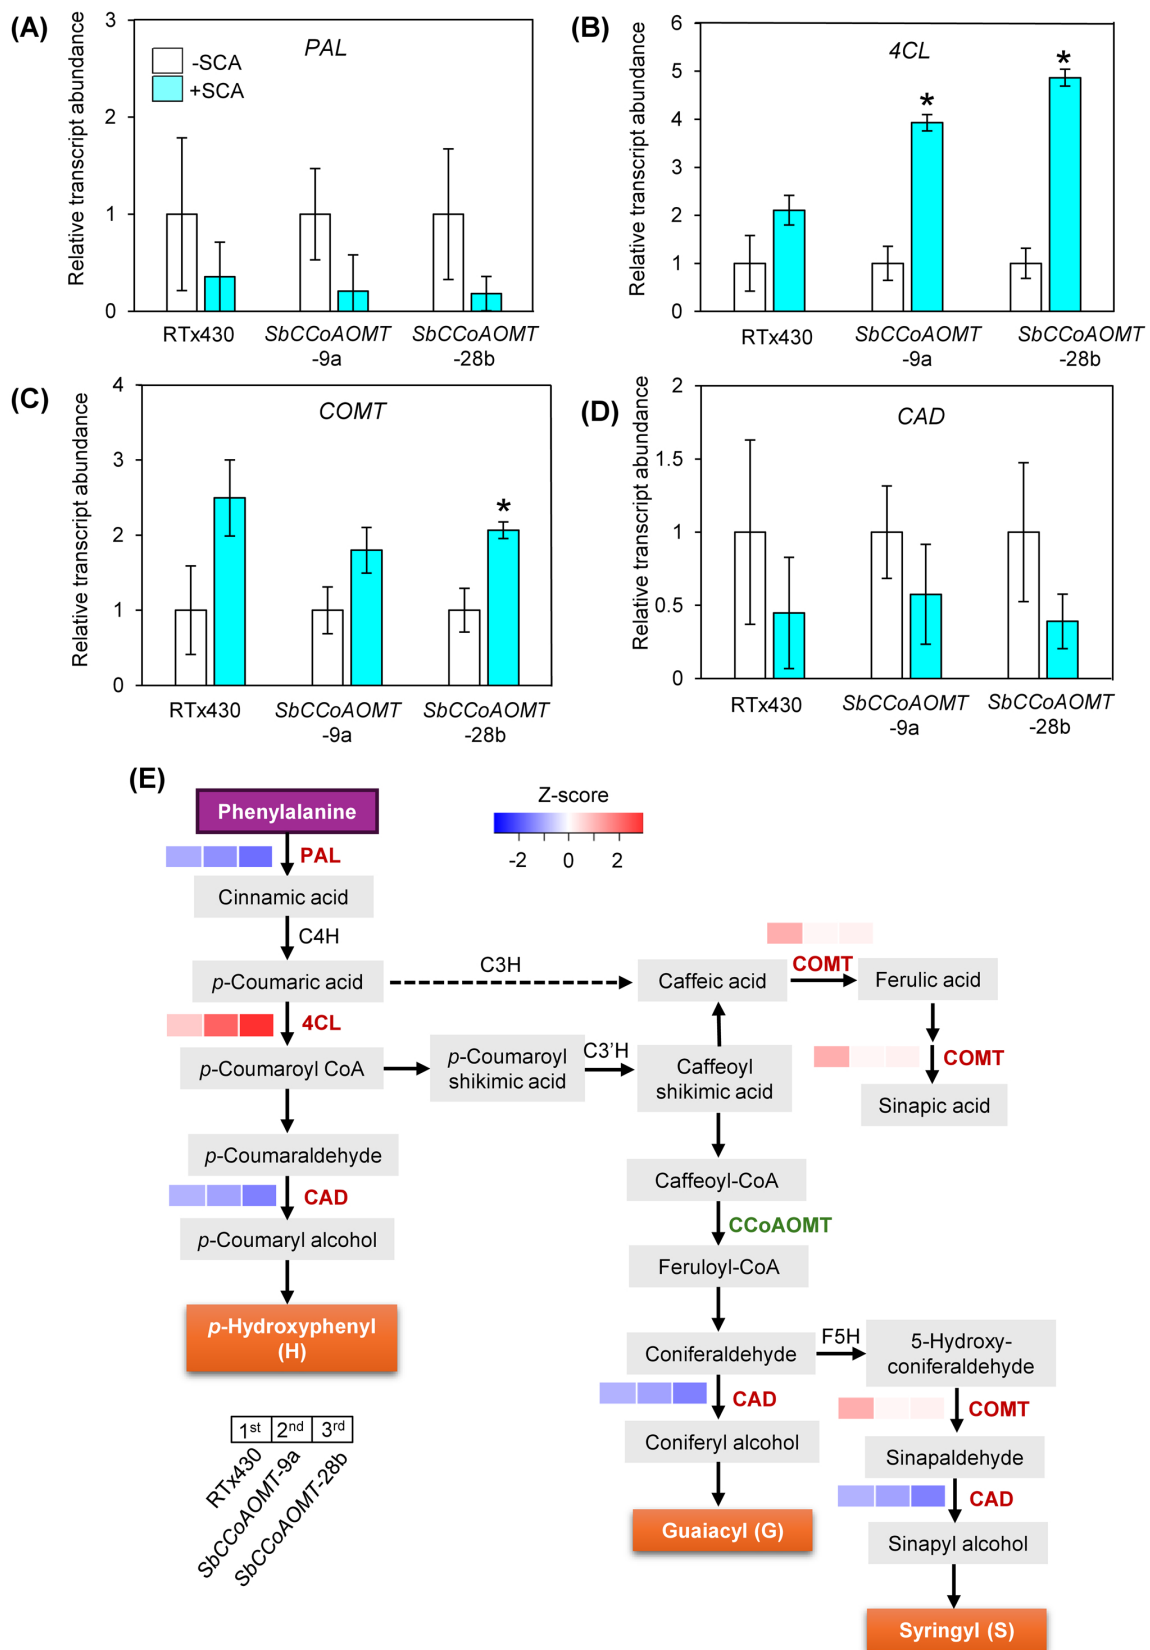 (A)
Relative transcript abundance
3
2
1
0
PAL
-SCA
+SCA
RTx430
SbCCoAOMT
-9a
SbCCoAOMT
-28b
(B)
Relative transcript abundance
6
5
4
3
2
1
0
4CL
*
*
RTx430
SbCCoAOMT
-9a
SbCCoAOMT
-28b
(C)
Relative transcript abundance
4
3
2
1
0
COMT
*
RTx430
SbCCoAOMT
-9a
SbCCoAOMT
-28b
(D)
Relative transcript abundance
2
1.5
1
0.5
0
CAD
RTx430
SbCCoAOMT
-9a
SbCCoAOMT
-28b
(E)
Phenylalanine
PAL
Cinnamic acid
C4H
p-Coumaric acid
4CL
p-Coumaroyl CoA
p-Coumaraldehyde
CAD
p-Coumaryl alcohol
p-Hydroxyphenyl
(H)
Z-score
-2 0 2
C3H
Caffeic acid
COMT
Ferulic acid
COMT
Sinapic acid
p-Coumaroyl
shikimic acid
C3’H
Caffeoyl
shikimic acid
Caffeoyl-CoA
CCoAOMT
Feruloyl-CoA
Coniferaldehyde
F5H
5-Hydroxy-
coniferaldehyde
CAD
Coniferyl alcohol
Guaiacyl (G)
COMT
Sinapaldehyde
CAD
Sinapyl alcohol
Syringyl (S)
1st 2nd 3rd
RTx430
SbCCoAOMT-9a
SbCCoAOMT-28b